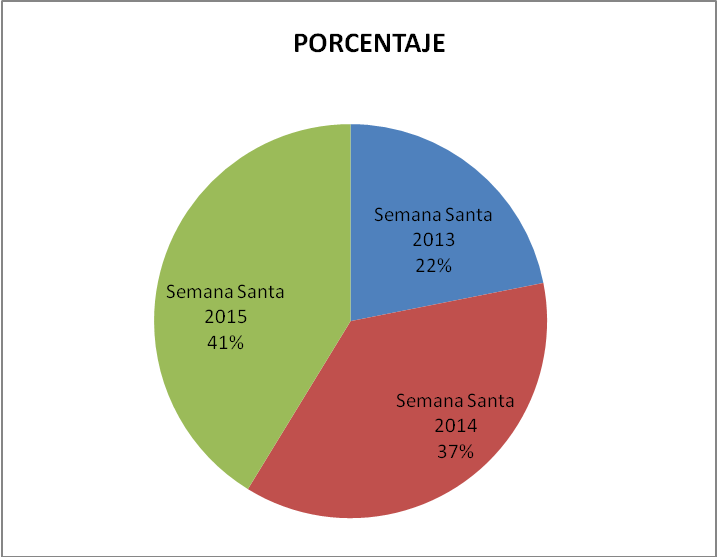 PORCENTAJE
Semana Santa
2013
22%
Semana Santa
2015
41%
Semana Santa
2014
37%